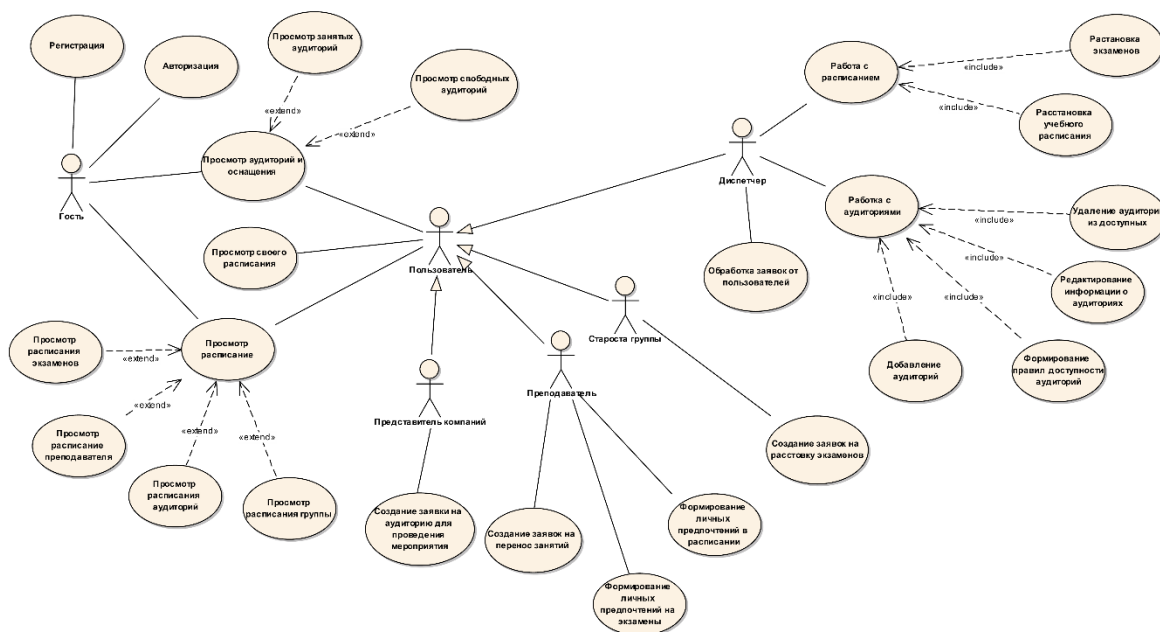 Регистрация
Авторизация
Просмотр занятых
аудиторий
Просмотр свободных
аудиторий
«extend»
«extend»
Просмотр аудиторий и
оснащения
Гость
Просмотр своего
расписания
Пользователь
Просмотр
расписание
Просмотр
расписания
экзаменов
«extend»
«extend»
«extend»
«extend»
Просмотр
расписание
преподавателя
Просмотр
расписания
аудиторий
Просмотр
расписания группы
Представитель компаний
Преподаватель
Староста группы
Создание заявки на
аудиторию для
проведения
мероприятия
Создание заявок на
перенос занятий
Формирование
личных
предпочтений на
экзамены
Формирование
личных
предпочтений в
расписании
Создание заявок на
расстовку экзаменов
Диспетчер
Обработка заявок от
пользователей
Работа с
расписанием
Растановка
экзаменов
«include»
«include»
Расстановка
учебного
расписания
Работка с
аудиториями
Удаление аудитории
из доступных
«include»
«include»
Редактирование
информации о
аудиториях
«include»
«include»
Добавление
аудиторий
Формирование
правил доступности
аудиторий